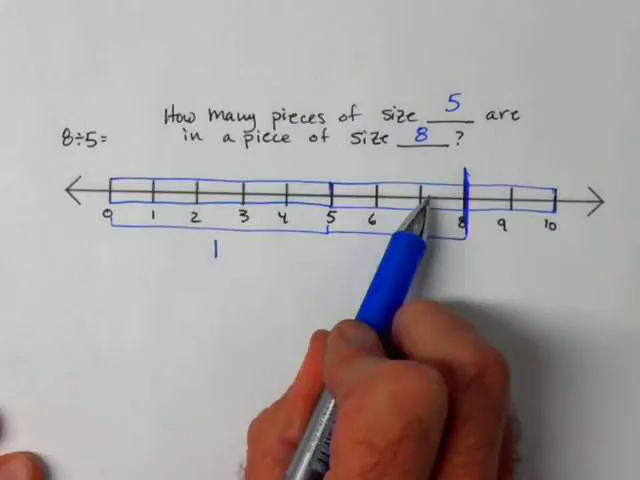 How many pieces of size 5 are
8÷5= in a piece of size 8 ?
0 1 2 3 4 5 6 8 9 10
1